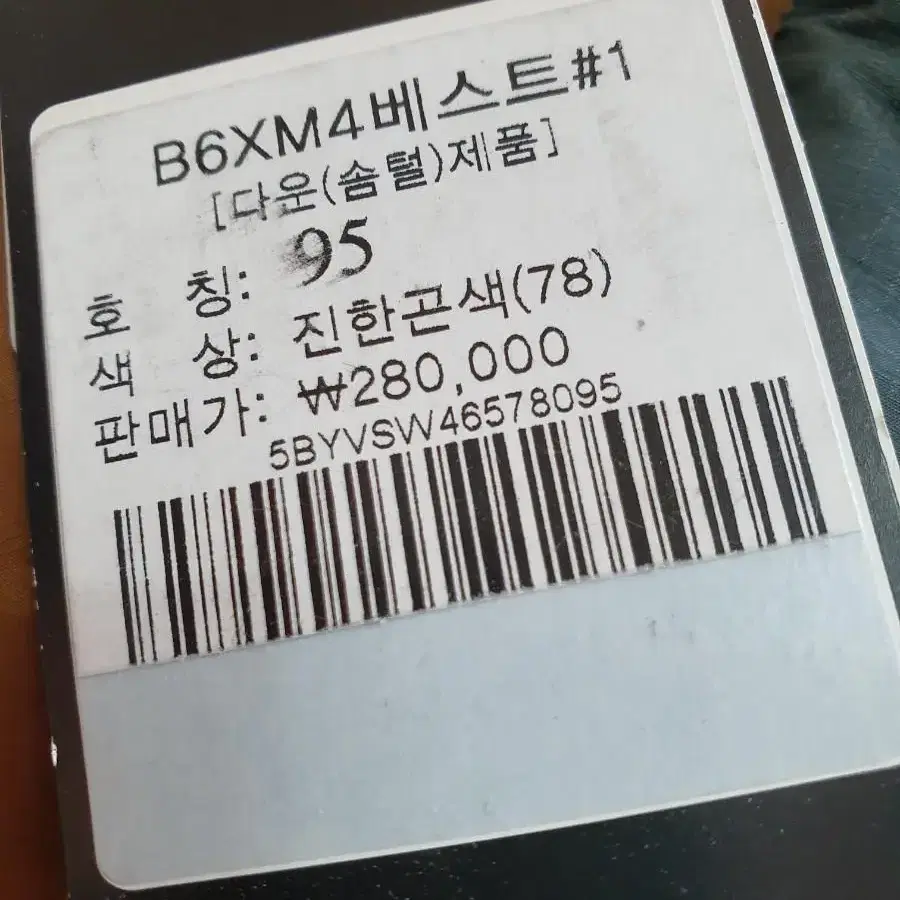 B6XM4베스트#1
[다운(솜털)제품]
호 칭: 95
색 상: 진한곤색(78)
판매가: ₩280,000
5BYVSW46578095